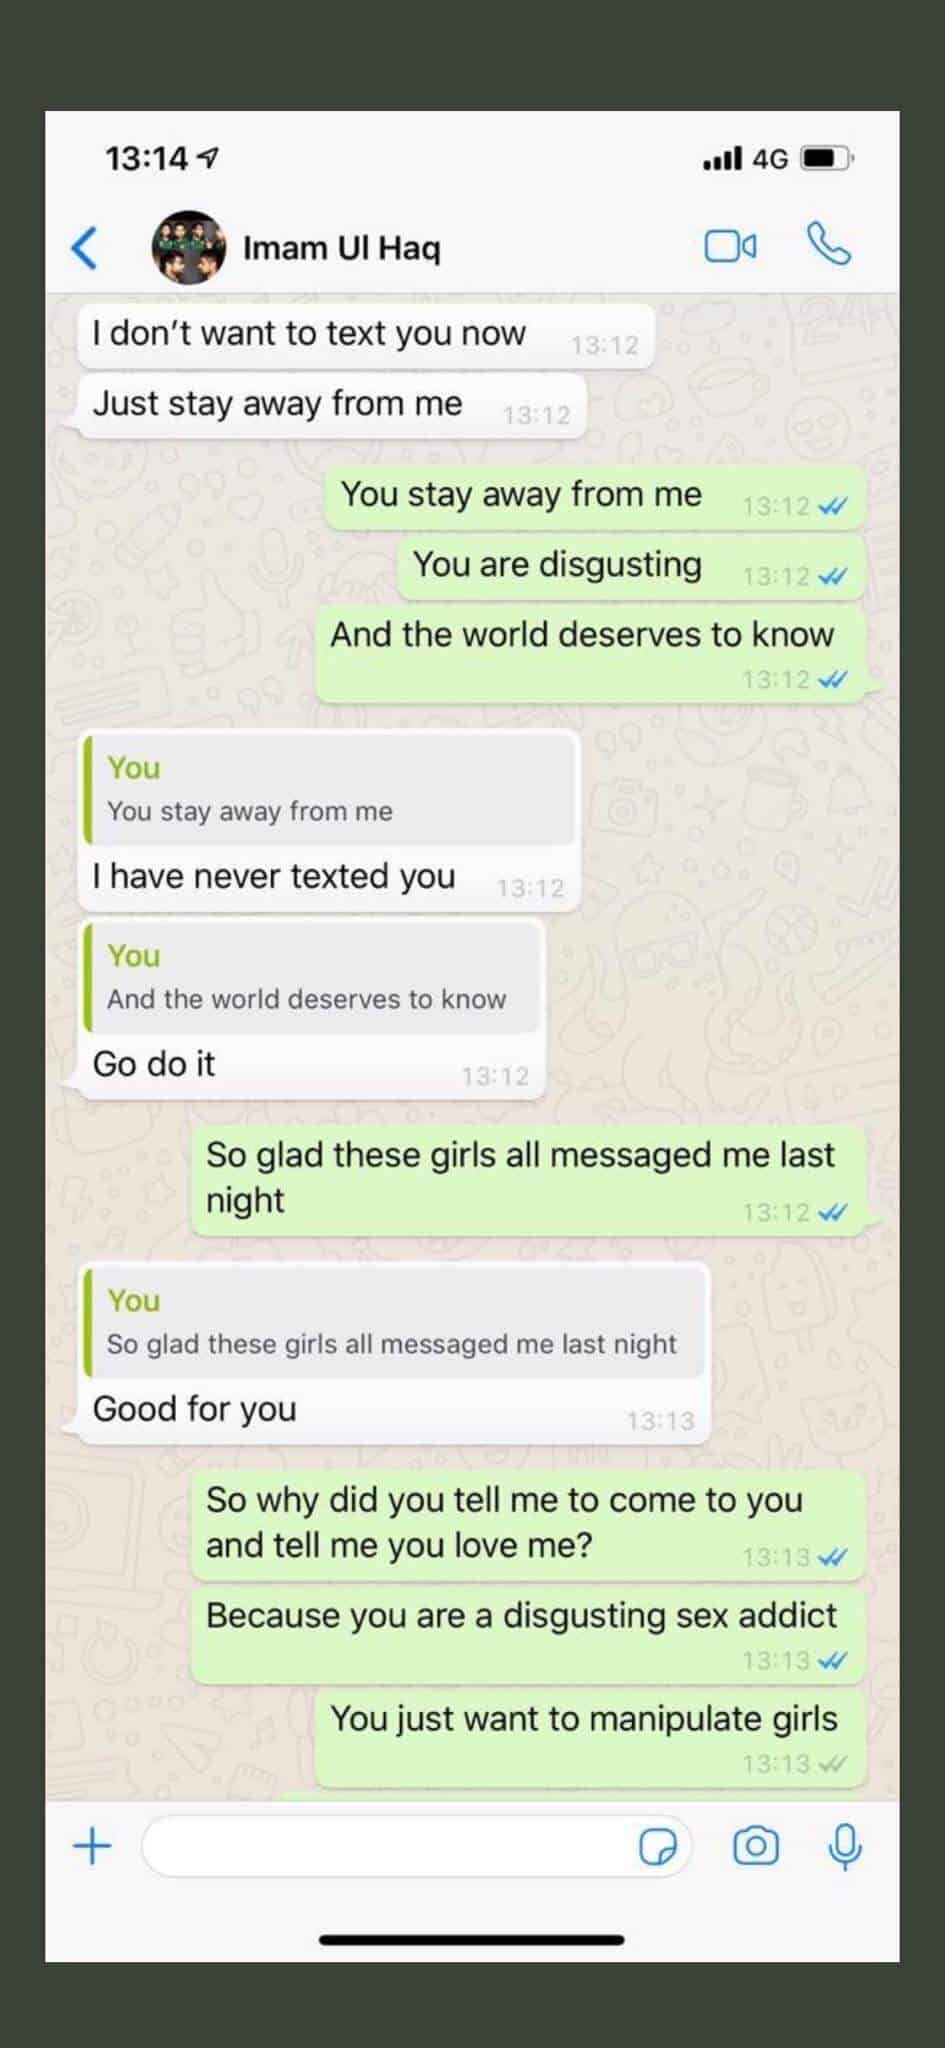 13:14
4G
Imam Ul Haq
I don't want to text you now 13:12
Just stay away from me 13:12
You stay away from me 13:12
You are disgusting 13:12
And the world deserves to know
13:12
You
You stay away from me
I have never texted you 13:12
You
And the world deserves to know
Go do it 13:12
So glad these girls all messaged me last
night 13:12
You
So glad these girls all messaged me last night
Good for you 13:13
So why did you tell me to come to you
and tell me you love me? 13:13
Because you are a disgusting sex addict
13:13
You just want to manipulate girls
13:13